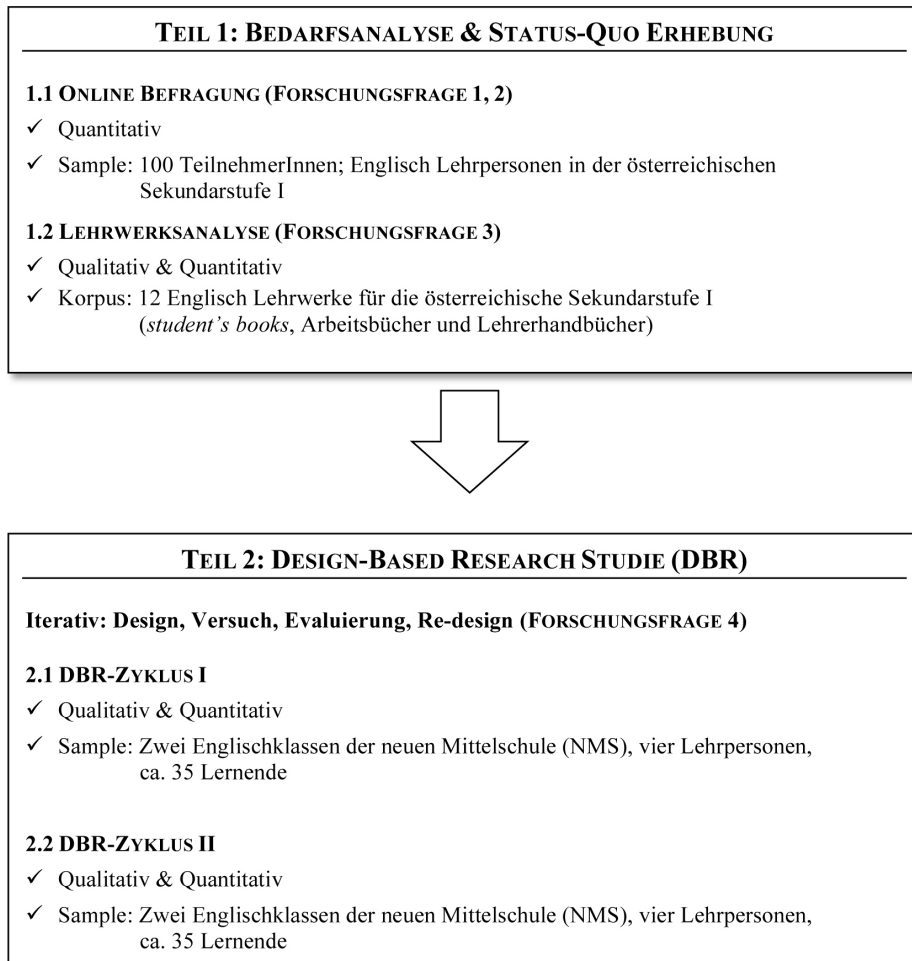 TEIL 1: BEDARFSANALYSE & STATUS-QUO ERHEBUNG
1.1 ONLINE BEFRAGUNG (FORSCHUNGSFRAGE 1, 2)
✓ Quantitativ
✓ Sample: 100 TeilnehmerInnen; Englisch Lehrpersonen in der österreichischen
Sekundarstufe I
1.2 LEHRWERKSANALYSE (FORSCHUNGSFRAGE 3)
✓ Qualitativ & Quantitativ
✓ Korpus: 12 Englisch Lehrwerke für die österreichische Sekundarstufe I
(student’s books, Arbeitsbücher und Lehrerhandbücher)
TEIL 2: DESIGN-BASED RESEARCH STUDIE (DBR)
Iterativ: Design, Versuch, Evaluierung, Re-design (FORSCHUNGSFRAGE 4)
2.1 DBR-ZYKLUS I
✓ Qualitativ & Quantitativ
✓ Sample: Zwei Englischklassen der neuen Mittelschule (NMS), vier Lehrpersonen,
ca. 35 Lernende
2.2 DBR-ZYKLUS II
✓ Qualitativ & Quantitativ
✓ Sample: Zwei Englischklassen der neuen Mittelschule (NMS), vier Lehrpersonen,
ca. 35 Lernende